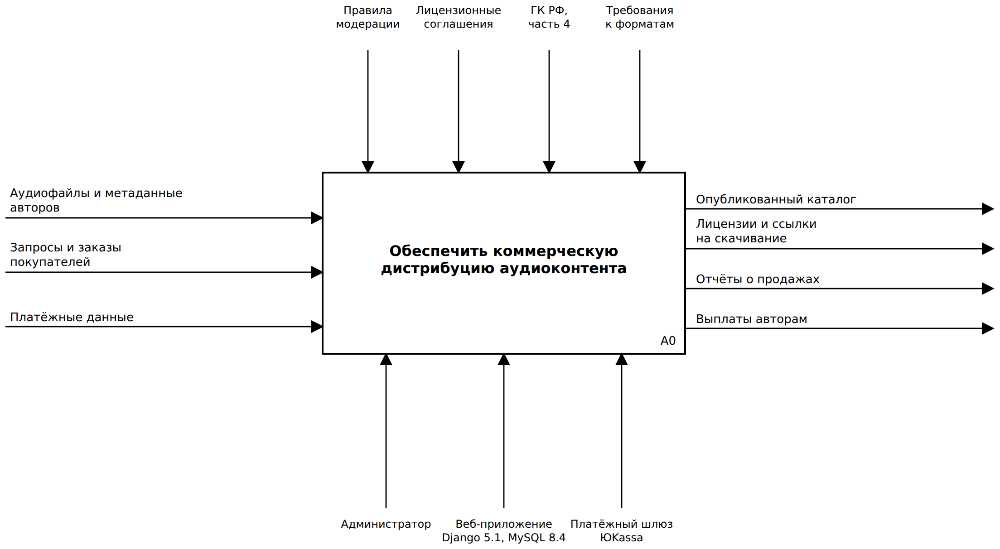 Правила
модерации
Лицензионные
соглашения
ГК РФ,
часть 4
Требования
к форматам
Аудиофайлы и метаданные
авторов
Запросы и заказы
покупателей
Платёжные данные
Обеспечить коммерческую
дистрибуцию аудиоконтента
А0
Опубликованный каталог
Лицензии и ссылки
на скачивание
Отчёты о продажах
Выплаты авторам
Администратор
Веб-приложение
Django 5.1, MySQL 8.4
Платёжный шлюз
ЮKassa